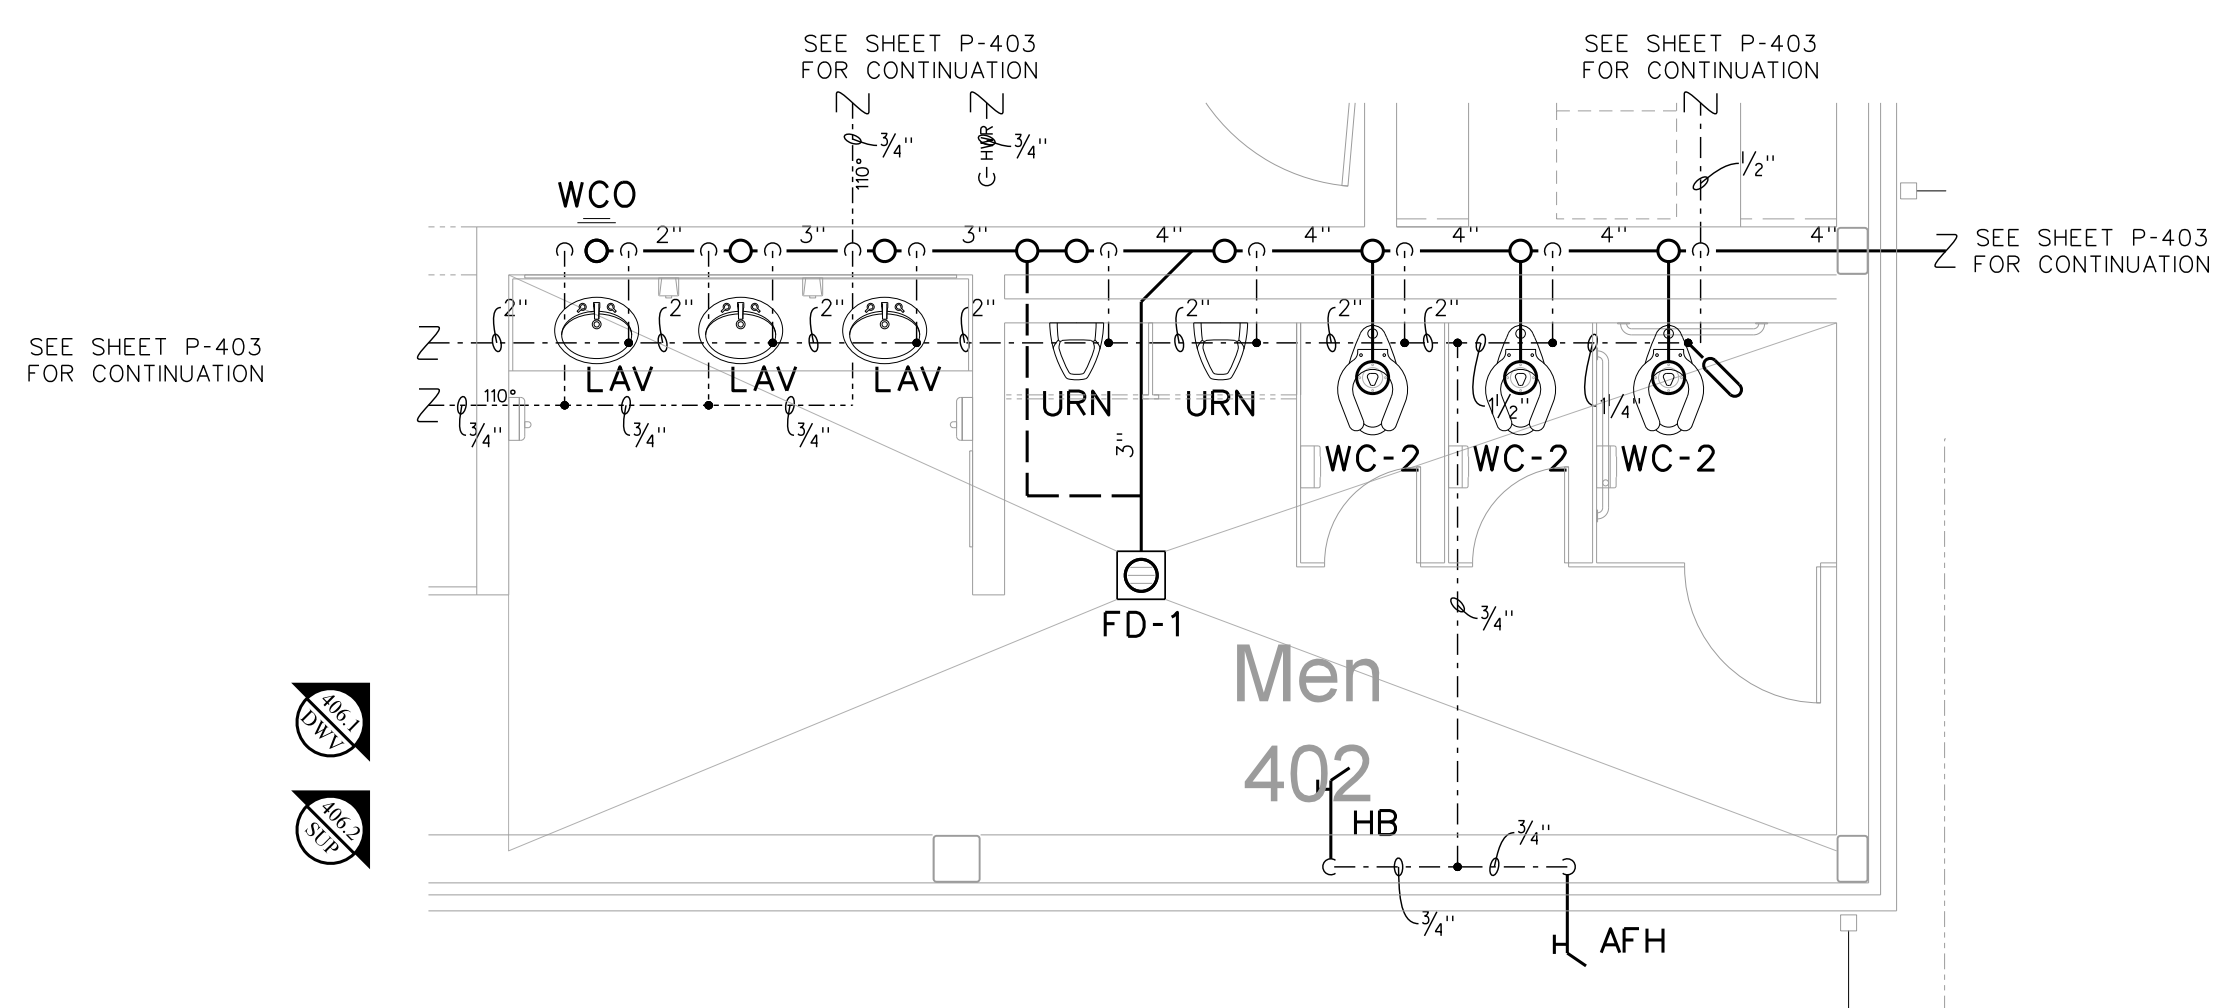 SEE SHEET P-403
FOR CONTINUATION
SEE SHEET P-403
FOR CONTINUATION
3/4"
HWR
3/4"
110°
1/2"
WCO
2"
3"
3"
4"
4"
4"
4"
4"
SEE SHEET P-403
FOR CONTINUATION
2"
2"
2"
2"
2"
2"
2"
SEE SHEET P-403
FOR CONTINUATION
LAV
LAV
LAV
110°
URN
URN
1 1/2"
1 1/4"
3/4"
3/4"
3/4"
3"
WC-2
WC-2
WC-2
3/4"
FD-1
Men
402
406.1
DWV
406.2
SUP
HB
3/4"
3/4"
AFH